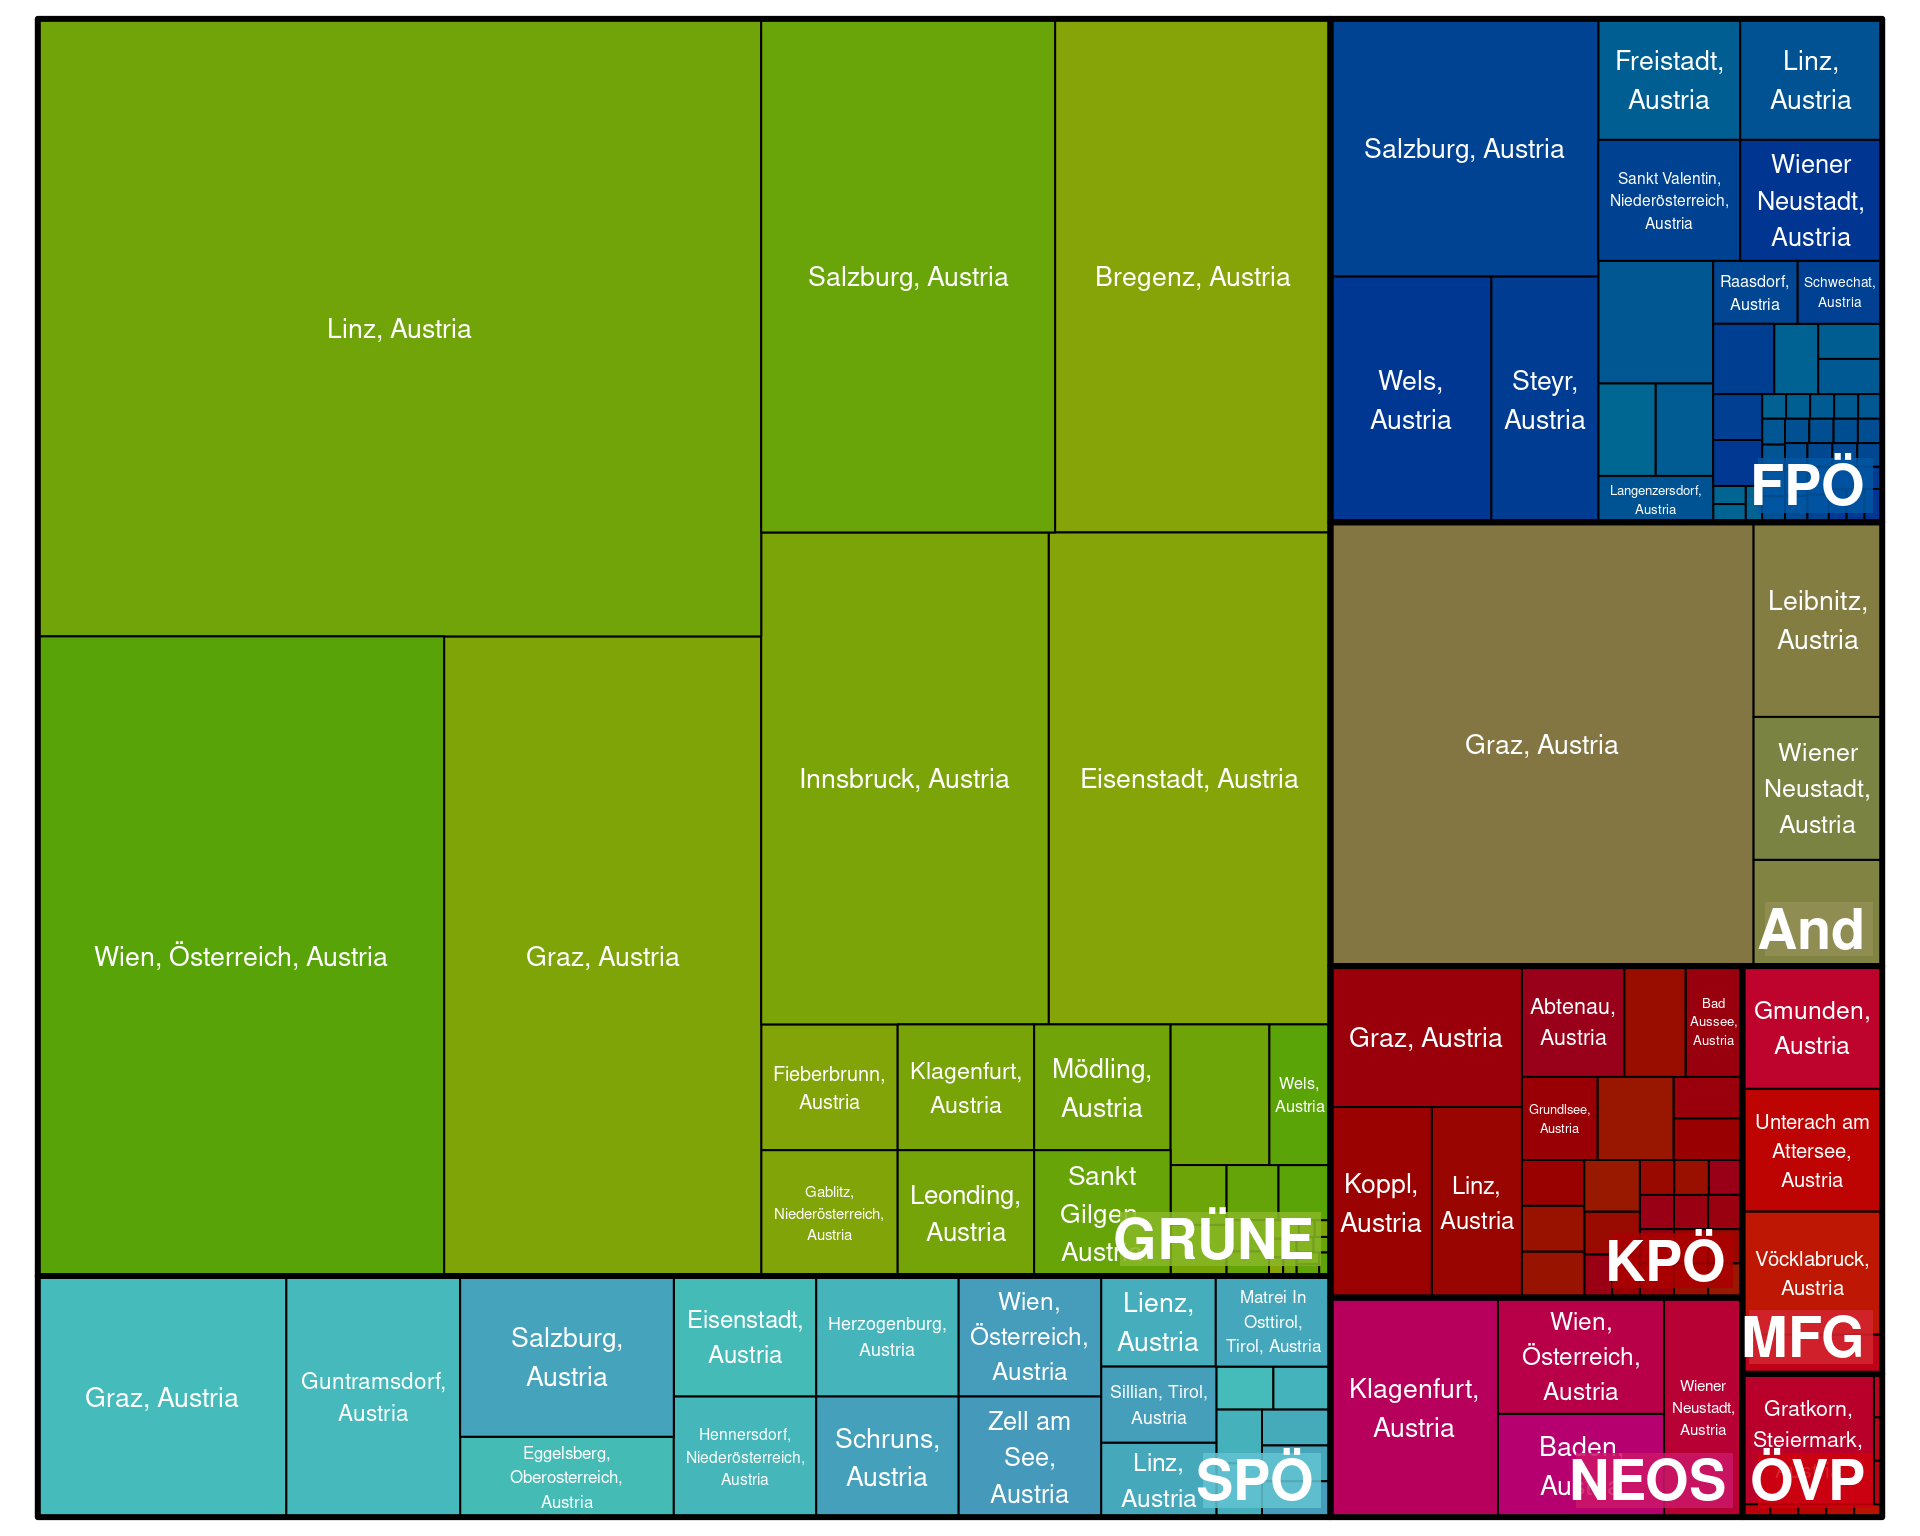 Linz, Austria
Salzburg, Austria
Bregenz, Austria
Wien, Österreich, Austria
Graz, Austria
Innsbruck, Austria
Eisenstadt, Austria
Fieberbrunn,
Austria
Klagenfurt,
Austria
Mödling,
Austria
Wels,
Austria
Gablitz,
Niederösterreich,
Austria
Leonding,
Austria
Sankt
Gilgen
Austria
GRÜNE
Graz, Austria
Guntramsdorf,
Austria
Salzburg,
Austria
Eggelsberg,
Oberosterreich,
Austria
Eisenstadt,
Austria
Hennersdorf,
Niederösterreich,
Austria
Herzogenburg,
Austria
Schruns,
Austria
Wien,
Österreich,
Austria
Zell am
See,
Austria
Lienz,
Austria
Sillian, Tirol,
Austria
Linz,
Austria
Matrei In
Osttirol,
Tirol, Austria
SPÖ
Salzburg, Austria
Freistadt,
Austria
Linz,
Austria
Sankt Valentin,
Niederösterreich,
Austria
Wiener
Neustadt,
Austria
Wels,
Austria
Steyr,
Austria
Raasdorf,
Austria
Schwechat,
Austria
Langenzersdorf,
Austria
FPÖ
Graz, Austria
Leibnitz,
Austria
Wiener
Neustadt,
Austria
And
Graz, Austria
Abtenau,
Austria
Bad
Aussee,
Austria
Grundlsee,
Austria
Koppl,
Austria
Linz,
Austria
KPÖ
Gmunden,
Austria
Unterach am
Attersee,
Austria
Vöcklabruck,
Austria
MFG
Klagenfurt,
Austria
Wien,
Österreich,
Austria
Baden,
Austria
Wiener
Neustadt,
Austria
NEOS
Gratkorn,
Steiermark,
ÖVP